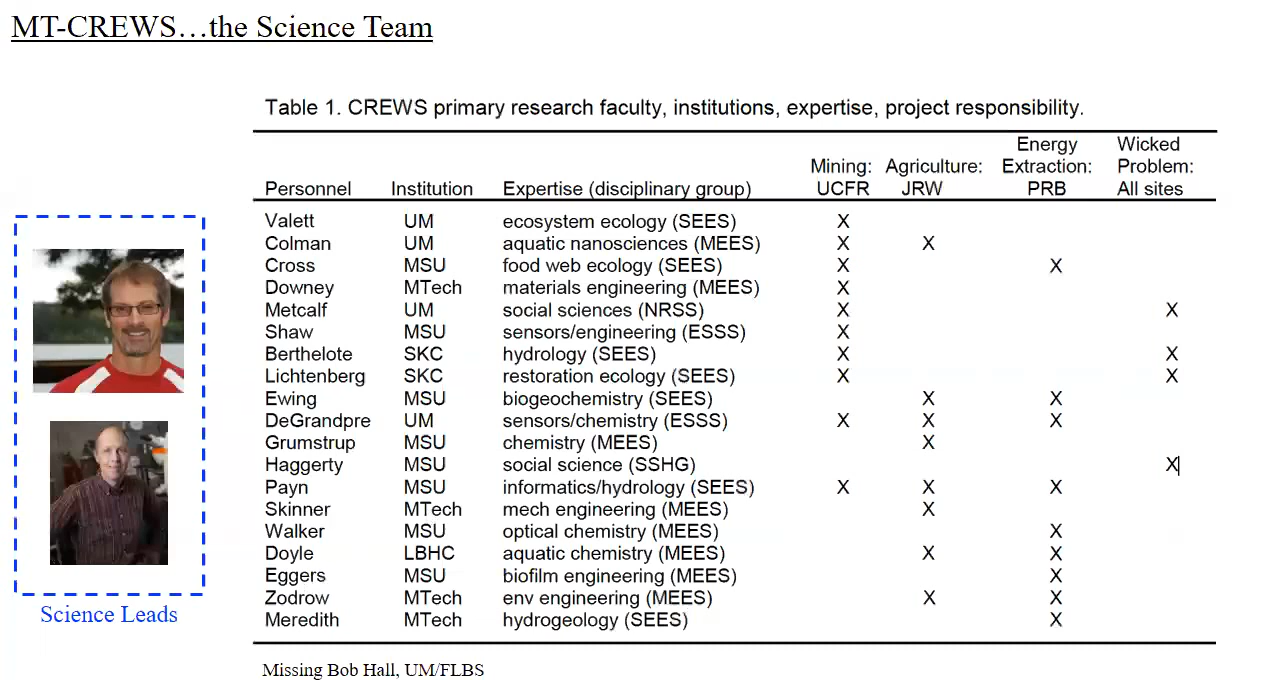 MT-CREWS…the Science Team
Table 1. CREWS primary research faculty, institutions, expertise, project responsibility.
Energy Wicked
Mining: Agriculture: Extraction: Problem:
Personnel Institution Expertise (disciplinary group) UCFR JRW PRB All sites
Valett UM ecosystem ecology (SEES) X
Colman UM aquatic nanosciences (MEES) X X
Cross MSU food web ecology (SEES) X X
Downey MTech materials engineering (MEES) X
Metcalf UM social sciences (NRSS) X X
Shaw MSU sensors/engineering (ESSS) X
Berthelote SKC hydrology (SEES) X X
Lichtenberg SKC restoration ecology (SEES) X X
Ewing MSU biogeochemistry (SEES) X X
DeGrandpre UM sensors/chemistry (ESSS) X X X
Grumstrup MSU chemistry (MEES) X
Haggerty MSU social science (SSHG) X
Payn MSU informatics/hydrology (SEES) X X X
Skinner MTech mech engineering (MEES) X
Walker MSU optical chemistry (MEES) X
Doyle LBHC aquatic chemistry (MEES) X X
Eggers MSU biofilm engineering (MEES) X
Zodrow MTech env engineering (MEES) X X
Meredith MTech hydrogeology (SEES) X
Science Leads
Missing Bob Hall, UM/FLBS